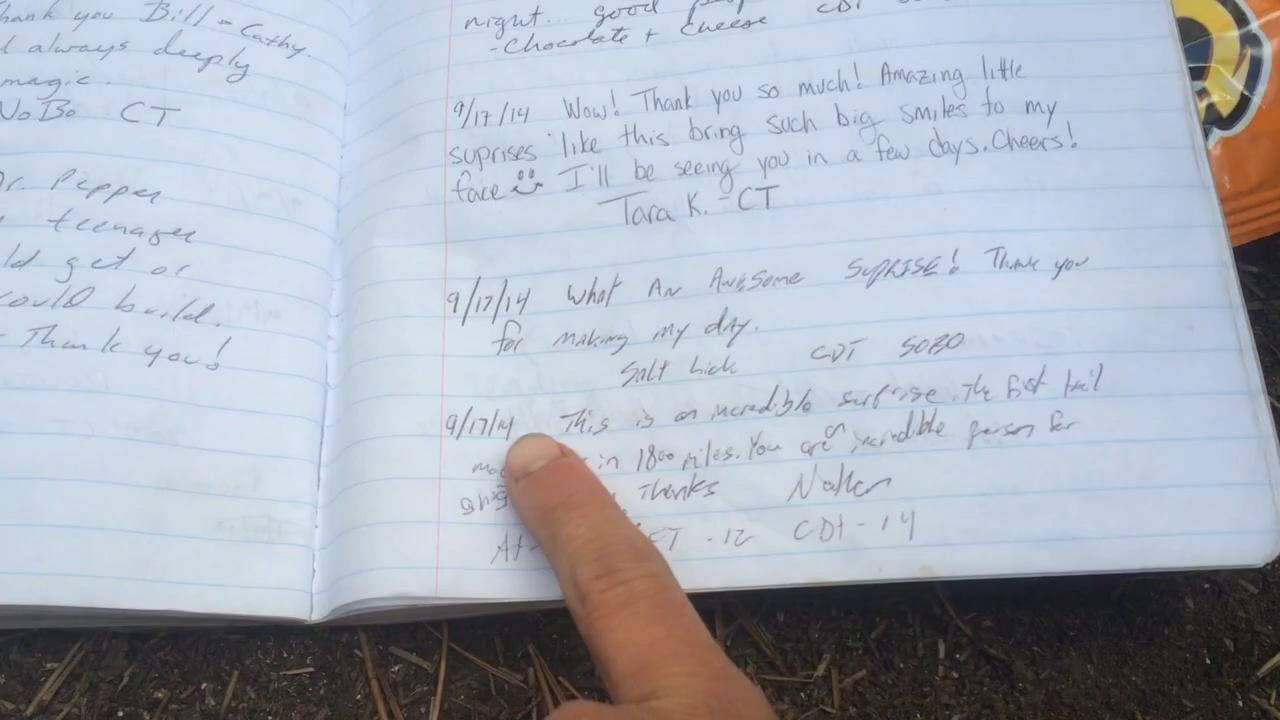 hank you Bill - Cathy.
always deeply
magic.
NoBo CT
Dr. Pepper
teenager
ld get or
could build.
- Thank you!
night... good
- Chocolate + Cheese
9/17/14 Wow! Thank you so much! Amazing little
suprises like this bring such big smiles to my
face I'll be seeing you in a few days. Cheers!
Tara K. - CT
9/17/14 What An Awesome SuPRISE! Thank you
for making my day.
Salt Lick CDT SOBO
9/17/14 This is an incredible surprise. The first trail
in 1800 miles. You are an incredible person for
Thanks
At - 12 CDT - 14